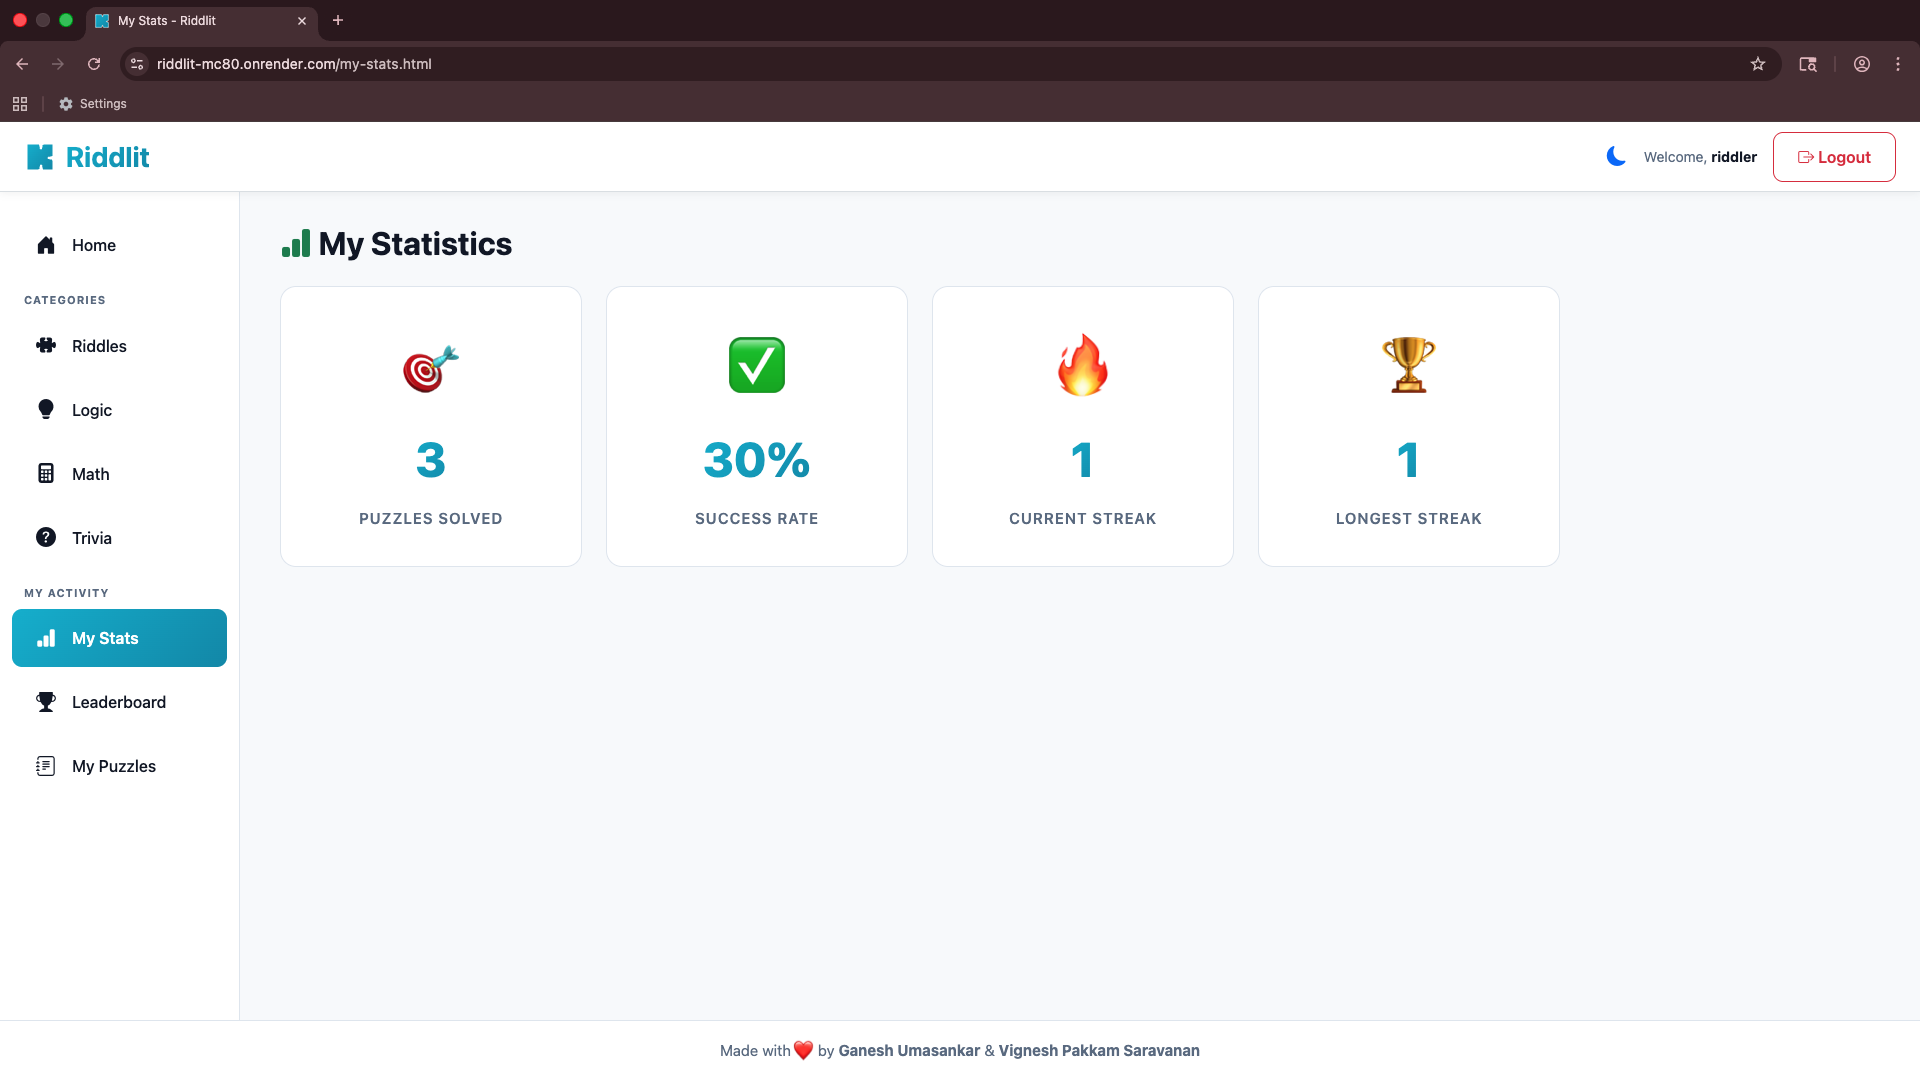 My Stats - Riddlit
riddlit-mc80.onrender.com/my-stats.html
Settings
Riddlit
Welcome, riddler
Logout
Home
CATEGORIES
Riddles
Logic
Math
Trivia
MY ACTIVITY
My Stats
Leaderboard
My Puzzles
My Statistics
3
PUZZLES SOLVED
30%
SUCCESS RATE
1
CURRENT STREAK
1
LONGEST STREAK
Made with ❤️ by Ganesh Umasankar & Vignesh Pakkam Saravanan